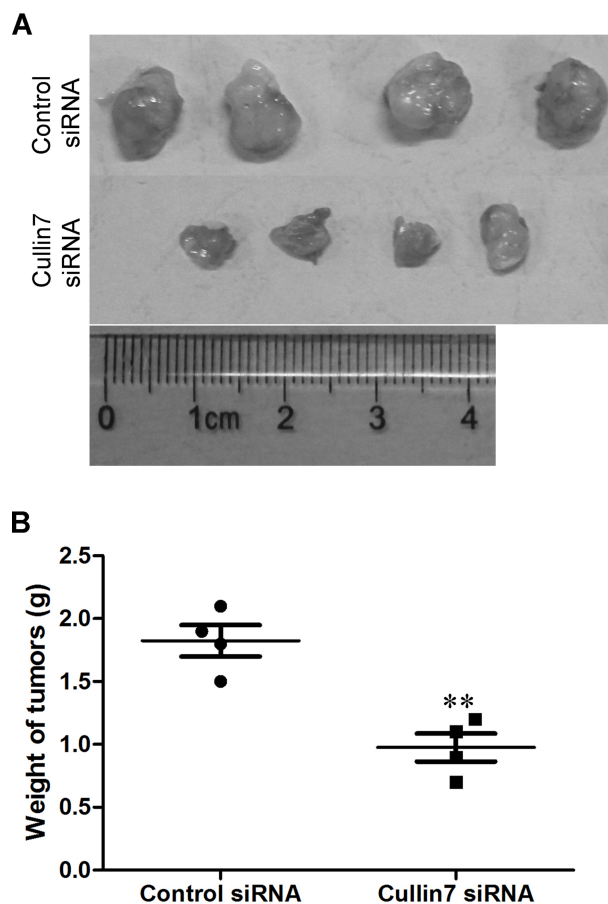 A
Control
siRNA
Cullin7
siRNA
0 1cm 2 3 4
B
Weight of tumors (g)
2.5
2.0
1.5
1.0
0.5
0.0
**
Control siRNA Cullin7 siRNA